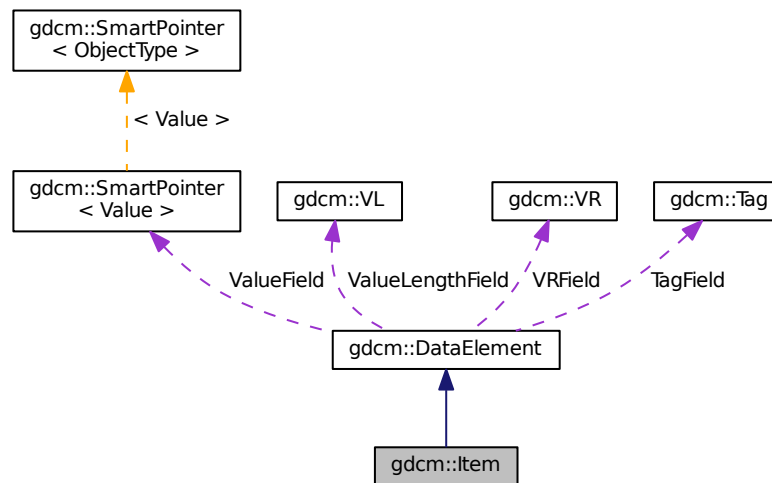 gdcm::SmartPointer
< ObjectType >
< Value >
gdcm::SmartPointer
< Value >
gdcm::VL
gdcm::VR
gdcm::Tag
ValueField
ValueLengthField
VRField
TagField
gdcm::DataElement
gdcm::Item